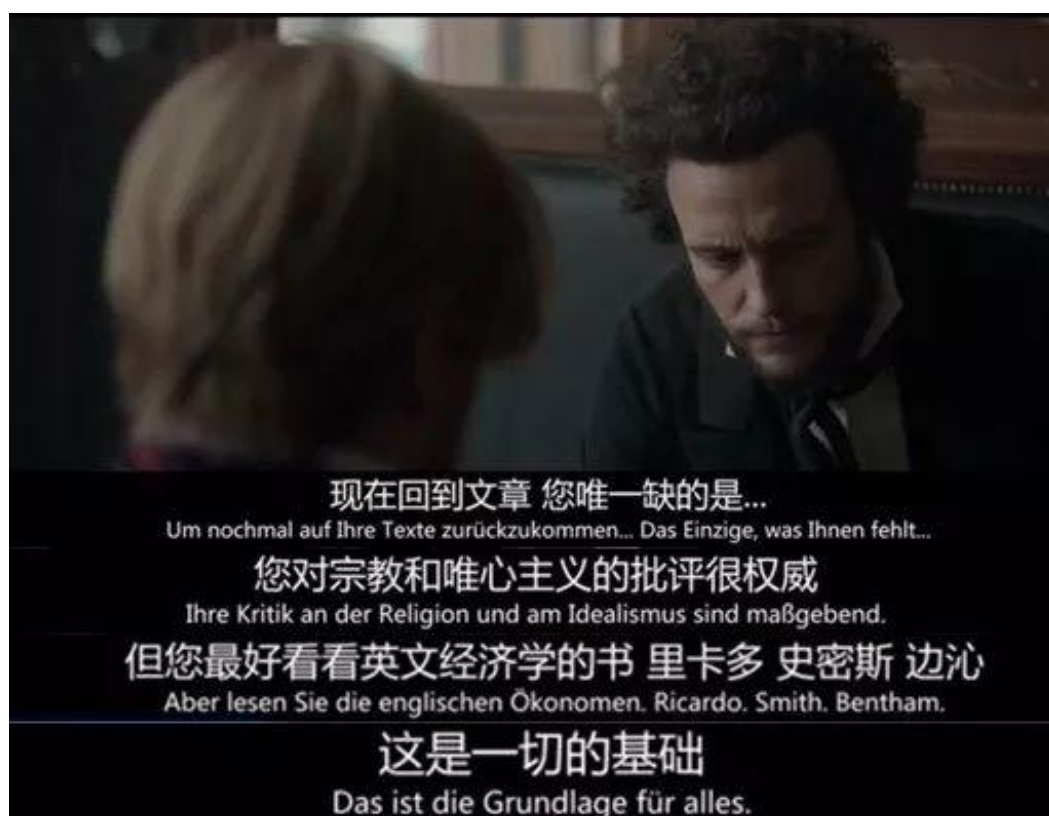 现在回到文章 您唯一缺的是...
Um nochmal auf Ihre Texte zurückzukommen... Das Einzige, was Ihnen fehlt...
您对宗教和唯心主义的批评很权威
Ihre Kritik an der Religion und am Idealismus sind maßgebend.
但您最好看看英文经济学的书 里卡多 史密斯 边沁
Aber lesen Sie die englischen Ökonomen. Ricardo. Smith. Bentham.
这是一切的基础
Das ist die Grundlage für alles.